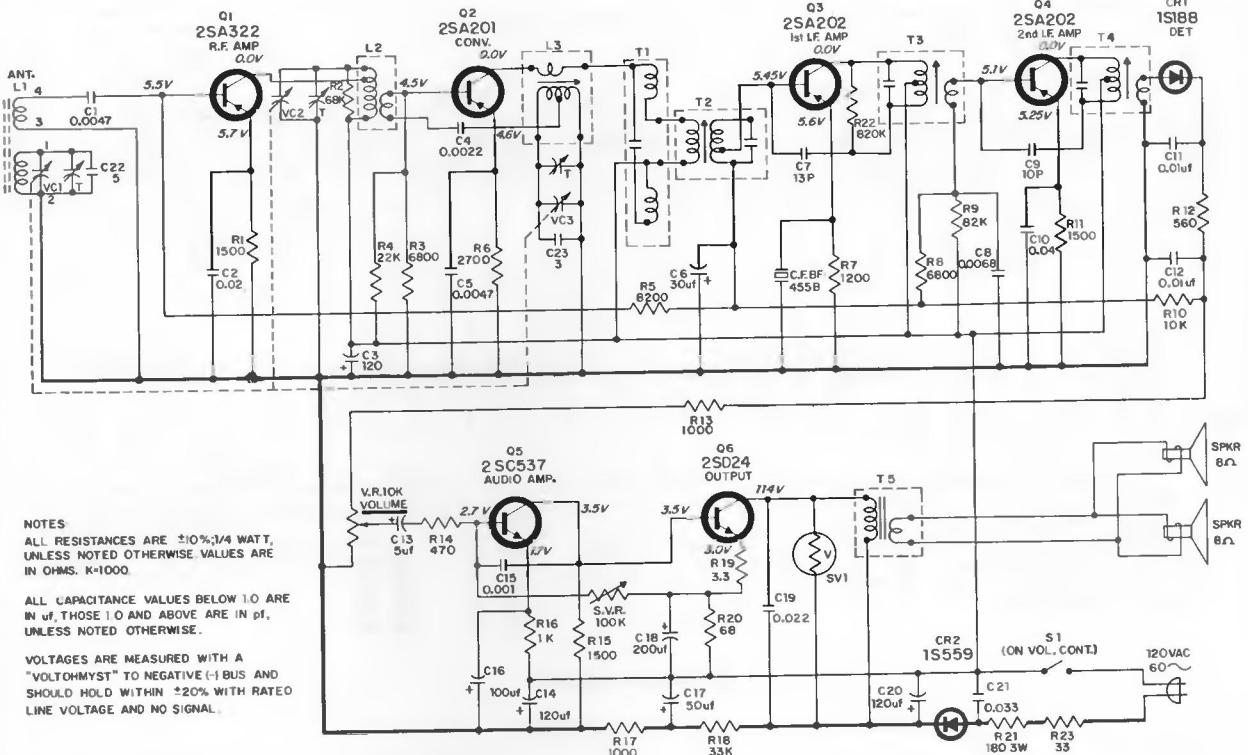 Q1
2SA322
R.F. AMP
0.0V
Q2
2SA201
CONV.
0.0V
Q3
2SA202
1st I.F. AMP
0.0V
Q4
2SA202
2nd I.F. AMP
0.0V
CR1
1S188
DET
ANT.
L1
4
3
1
2
C1
0.0047
5.5V
5.7V
VC1
T
C22
5
R1
1500
C2
0.02
VC2
T
R2
68K
L2
4.5V
C4
0.0022
4.6V
L3
T
VC3
C23
3
R4
22K
R3
6800
C5
0.0047
R6
2700
C3
120
T1
T2
5.45V
5.6V
C7
13P
R22
820K
C6
30uf
R5
8200
C.F.BF
455B
R7
1200
T3
5.1V
5.25V
C9
10P
R8
6800
R9
82K
C8
0.0068
C10
0.04
R11
1500
T4
C11
0.01uf
R12
560
C12
0.01uf
R10
10K
R13
1000
NOTES
ALL RESISTANCES ARE ±10%;1/4 WATT,
UNLESS NOTED OTHERWISE VALUES ARE
IN OHMS. K=1000
ALL CAPACITANCE VALUES BELOW 1.0 ARE
IN uf, THOSE 1 0 AND ABOVE ARE IN pf,
UNLESS NOTED OTHERWISE.
VOLTAGES ARE MEASURED WITH A
"VOLTOHMYST" TO NEGATIVE (-) BUS AND
SHOULD HOLD WITHIN ±20% WITH RATED
LINE VOLTAGE AND NO SIGNAL.
V.R.10K
VOLUME
C13
5uf
R14
470
Q5
2SC537
AUDIO AMP.
2.7 V
3.5V
1.7V
C15
0.001
S.V.R.
100K
R16
1K
R15
1500
C16
100uf
C14
120uf
Q6
2SD24
OUTPUT
3.5V
114V
3.0V
R19
3.3
C18
200uf
R20
68
C19
0.022
V
SV1
T5
SPKR
8Ω
SPKR
8Ω
C17
50uf
R17
1000
R18
33K
CR2
1S559
C20
120uf
C21
0.033
S1
(ON VOL. CONT.)
120VAC
60~
R21
180 3W
R23
33